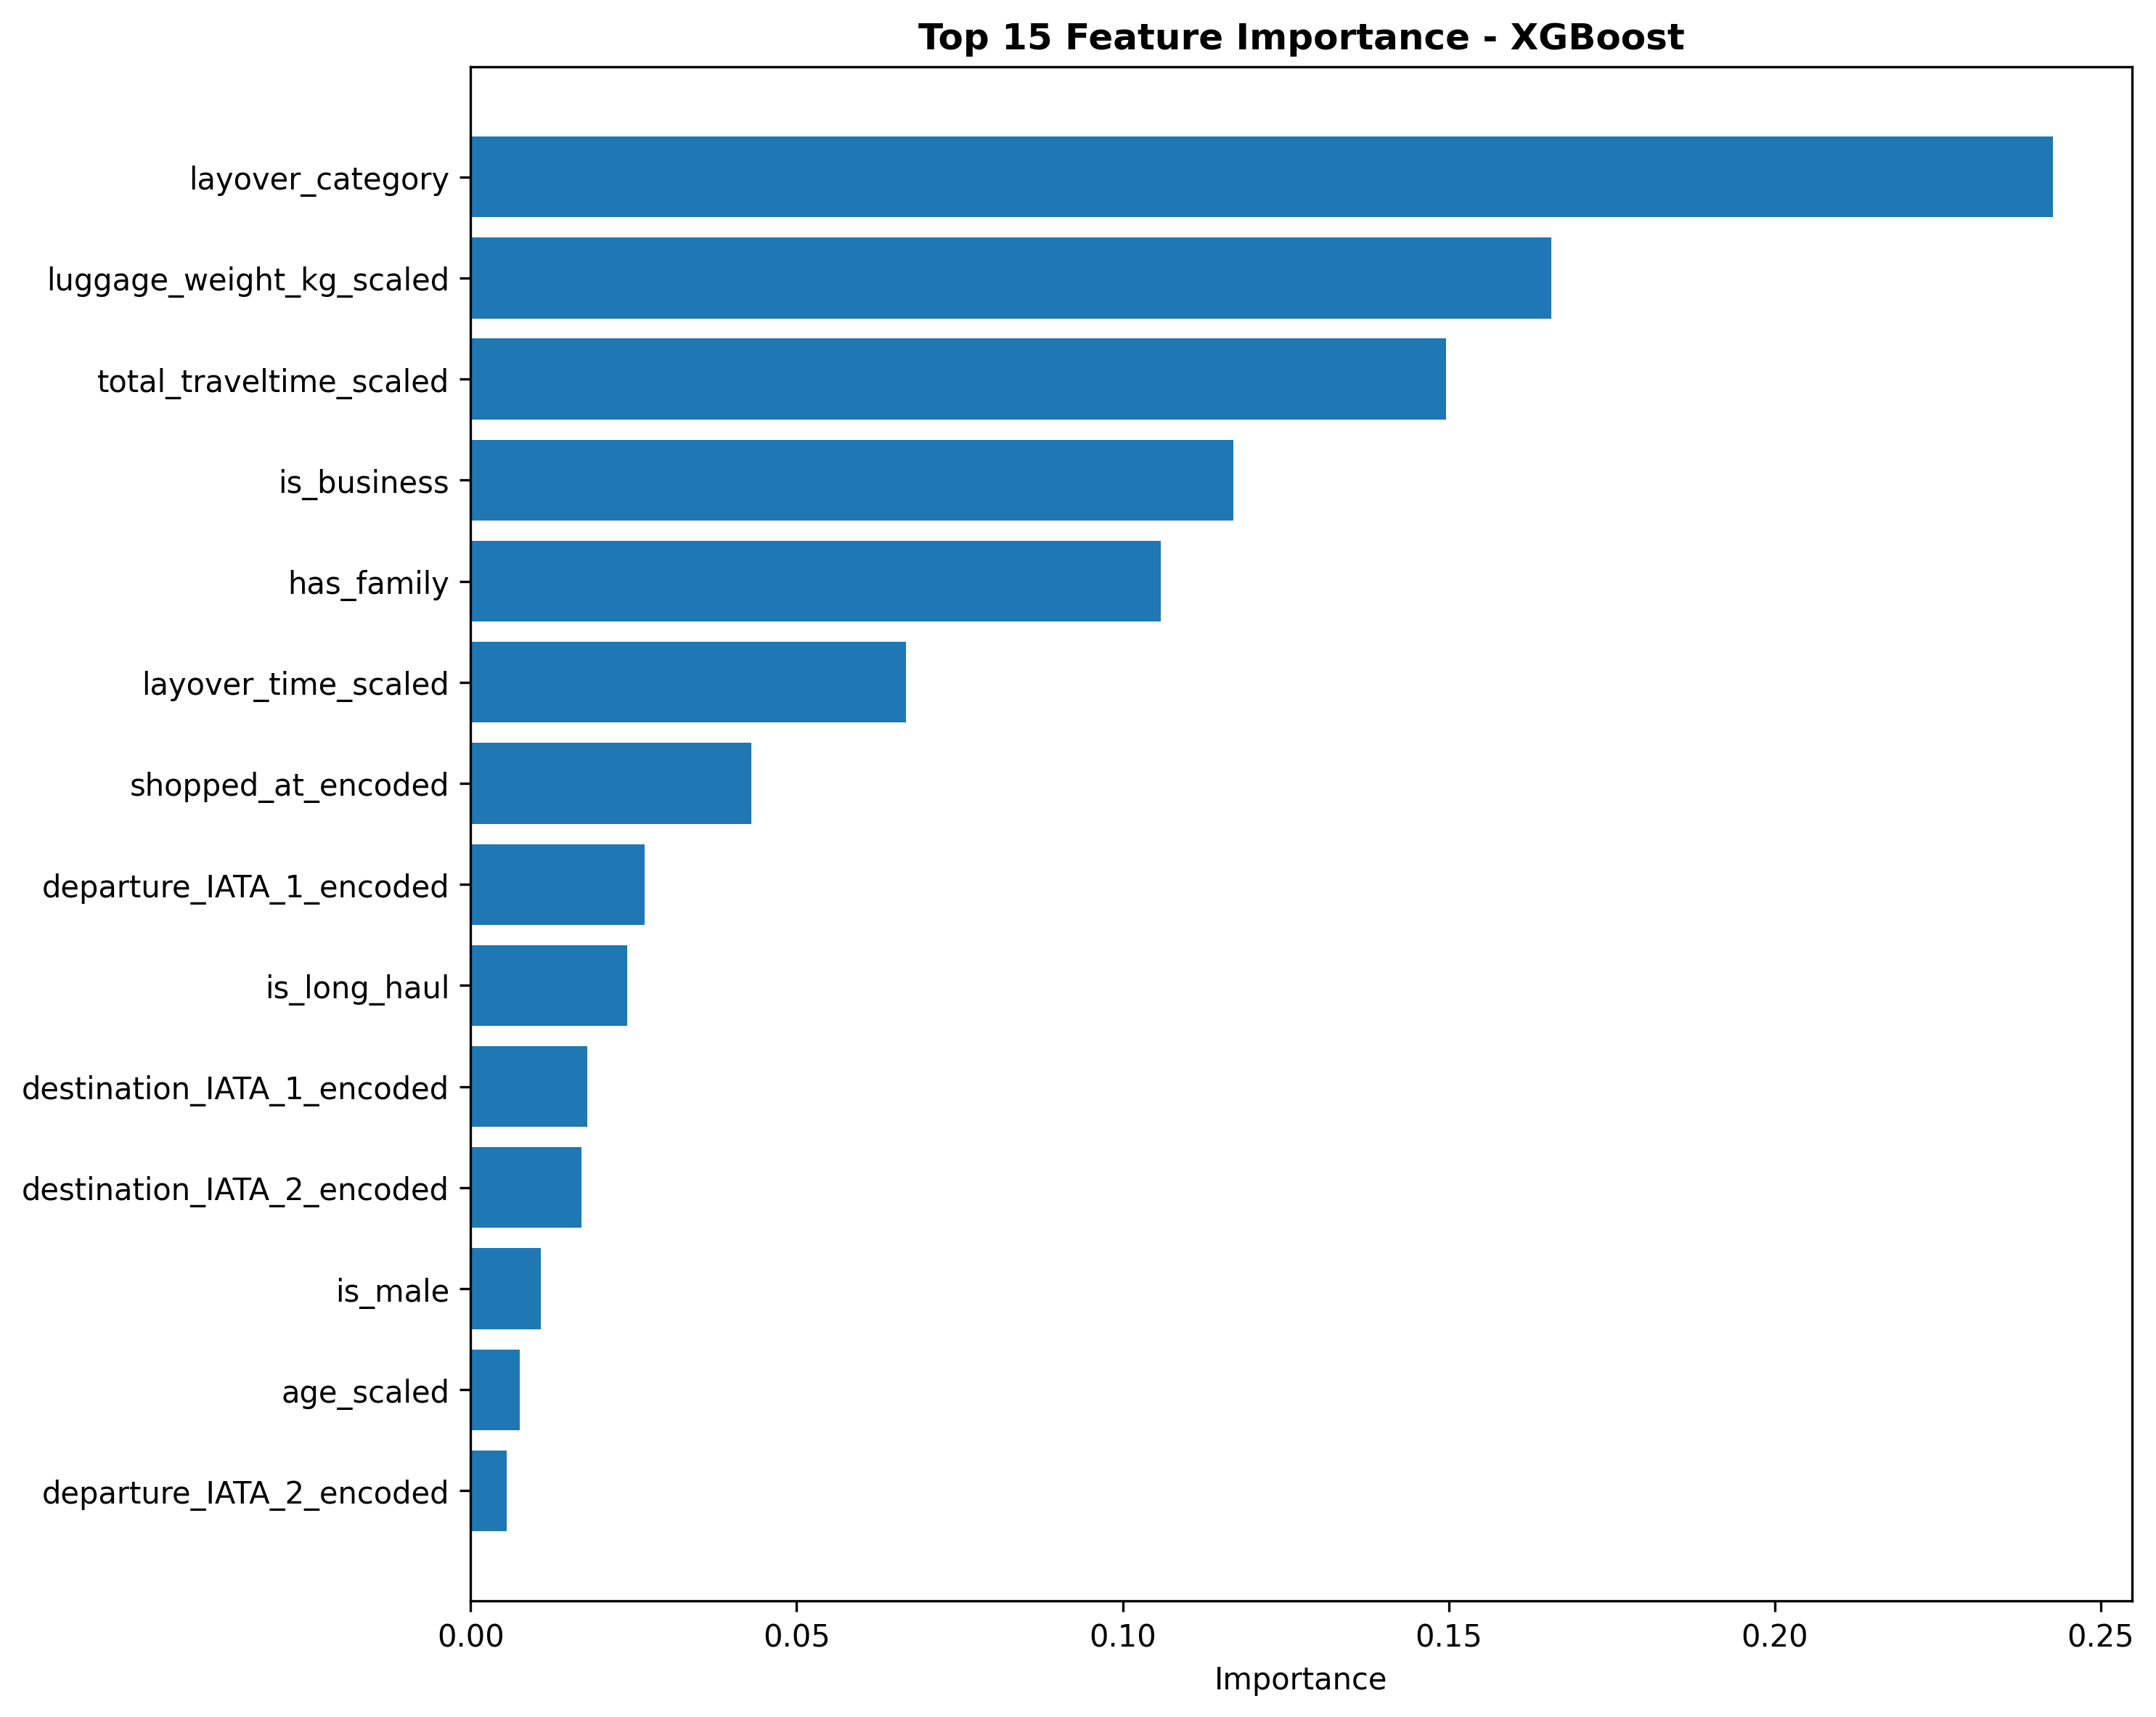 Top 15 Feature Importance - XGBoost
layover_category
luggage_weight_kg_scaled
total_traveltime_scaled
is_business
has_family
layover_time_scaled
shopped_at_encoded
departure_IATA_1_encoded
is_long_haul
destination_IATA_1_encoded
destination_IATA_2_encoded
is_male
age_scaled
departure_IATA_2_encoded
0.00 0.05 0.10 0.15 0.20 0.25
Importance